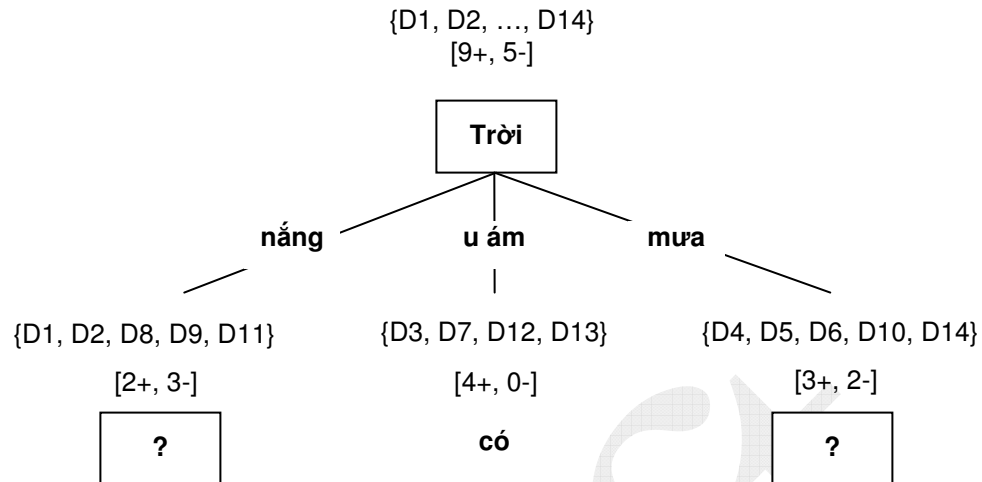 {D1, D2, …, D14}
[9+, 5-]
Trời
nắng u ám mưa
{D1, D2, D8, D9, D11} {D3, D7, D12, D13} {D4, D5, D6, D10, D14}
[2+, 3-] [4+, 0-] [3+, 2-]
? có ?